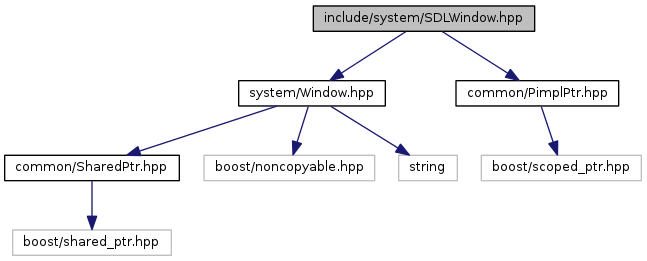 include/system/SDLWindow.hpp
system/Window.hpp
common/PimplPtr.hpp
common/SharedPtr.hpp
boost/noncopyable.hpp
string
boost/scoped_ptr.hpp
boost/shared_ptr.hpp